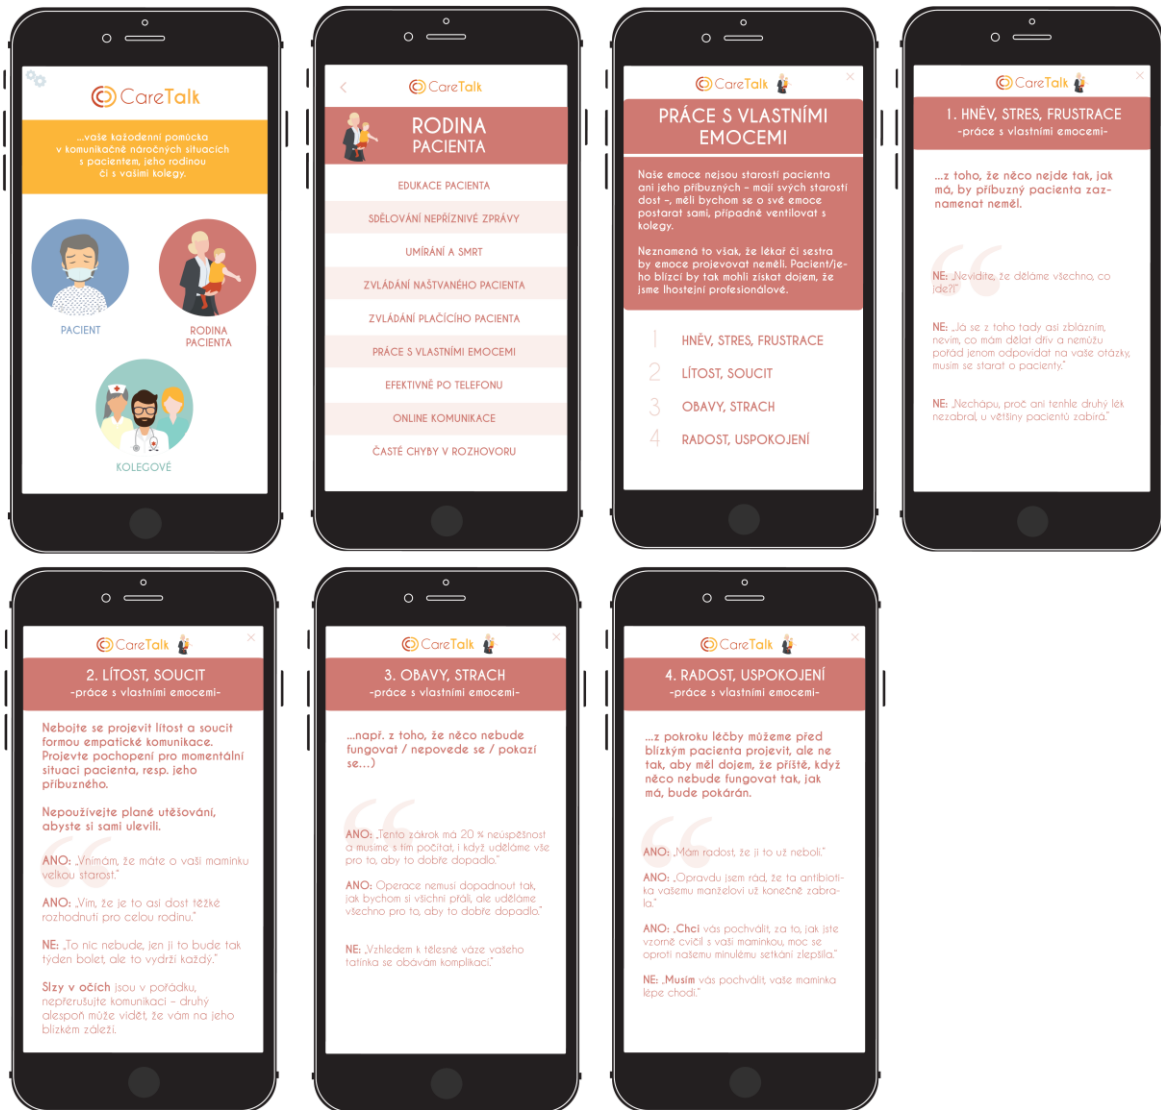 CareTalk
...vaše každodenní pomůcka
v komunikačně náročných situacích
s pacientem, jeho rodinou
či s vašimi kolegy.
PACIENT
RODINA
PACIENTA
KOLEGOVÉ
CareTalk
RODINA
PACIENTA
EDUKACE PACIENTA
SDĚLOVÁNÍ NEPŘÍZNIVÉ ZPRÁVY
UMÍRÁNÍ A SMRT
ZVLÁDÁNÍ NAŠTVANÉHO PACIENTA
ZVLÁDÁNÍ PLAČÍCÍHO PACIENTA
PRÁCE S VLASTNÍMI EMOCEMI
EFEKTIVNĚ PO TELEFONU
ONLINE KOMUNIKACE
ČASTÉ CHYBY V ROZHOVORU
CareTalk
PRÁCE S VLASTNÍMI
EMOCEMI
Naše emoce nejsou starostí pacienta
ani jeho příbuzných – mají svých starostí
dost –, měli bychom se o své emoce
postarat sami, případně ventilovat s
kolegy.
Neznamená to však, že lékař či sestra
by emoce projevovat neměli. Pacient/je-
ho blízcí by tak mohli získat dojem, že
jsme lhostejní profesionálové.
1 HNĚV, STRES, FRUSTRACE
2 LÍTOST, SOUCIT
3 OBAVY, STRACH
4 RADOST, USPOKOJENÍ
CareTalk
1. HNĚV, STRES, FRUSTRACE
-práce s vlastními emocemi-
...z toho, že něco nejde tak, jak
má, by příbuzný pacienta zaz-
namenat neměl.
NE: „Nevidíte, že děláme všechno, co
jde?!"
NE: „Já se z toho tady asi zblázním,
nevím, co mám dělat dřív a nemůžu
pořád jenom odpovídat na vaše otázky,
musím se starat o pacienty."
NE: „Nechápu, proč ani tenhle druhý lék
nezabral, u většiny pacientů zabírá."
CareTalk
2. LÍTOST, SOUCIT
-práce s vlastními emocemi-
Nebojte se projevit lítost a soucit
formou empatické komunikace.
Projevte pochopení pro momentální
situaci pacienta, resp. jeho
příbuzného.
Nepoužívejte plané utěšování,
abyste si sami ulevili.
ANO: „Vnímám, že máte o vaši maminku
velkou starost."
ANO: „Vím, že je to asi dost těžké
rozhodnutí pro celou rodinu."
NE: „To nic nebude, jen ji to bude tak
týden bolet, ale to vydrží každý."
Slzy v očích jsou v pořádku,
nepřerušujte komunikaci – druhý
alespoň může vidět, že vám na jeho
blízkém záleží.
CareTalk
3. OBAVY, STRACH
-práce s vlastními emocemi-
...např. z toho, že něco nebude
fungovat / nepovede se / pokazí
se...)
ANO: „Tento zákrok má 20 % neúspěšnost
a musíme s tím počítat, i když uděláme vše
pro to, aby to dobře dopadlo."
ANO: Operace nemusí dopadnout tak,
jak bychom si všichni přáli, ale uděláme
všechno pro to, aby to dobře dopadlo."
NE: „Vzhledem k tělesné váze vašeho
tatínka se obávám komplikací."
CareTalk
4. RADOST, USPOKOJENÍ
-práce s vlastními emocemi-
...z pokroku léčby můžeme před
blízkým pacienta projevit, ale ne
tak, aby měl dojem, že příště, když
něco nebude fungovat tak, jak
má, bude pokárán.
ANO: „Mám radost, že ji to už nebolí."
ANO: „Opravdu jsem rád, že ta antibioti-
ka vašemu manželovi už konečně zabra-
la."
ANO: „Chci vás pochválit, za to, jak jste
vzorně cvičil s vaší maminkou, moc se
oproti našemu minulému setkání zlepšila."
NE: „Musím vás pochválit, vaše maminka
lépe chodí."